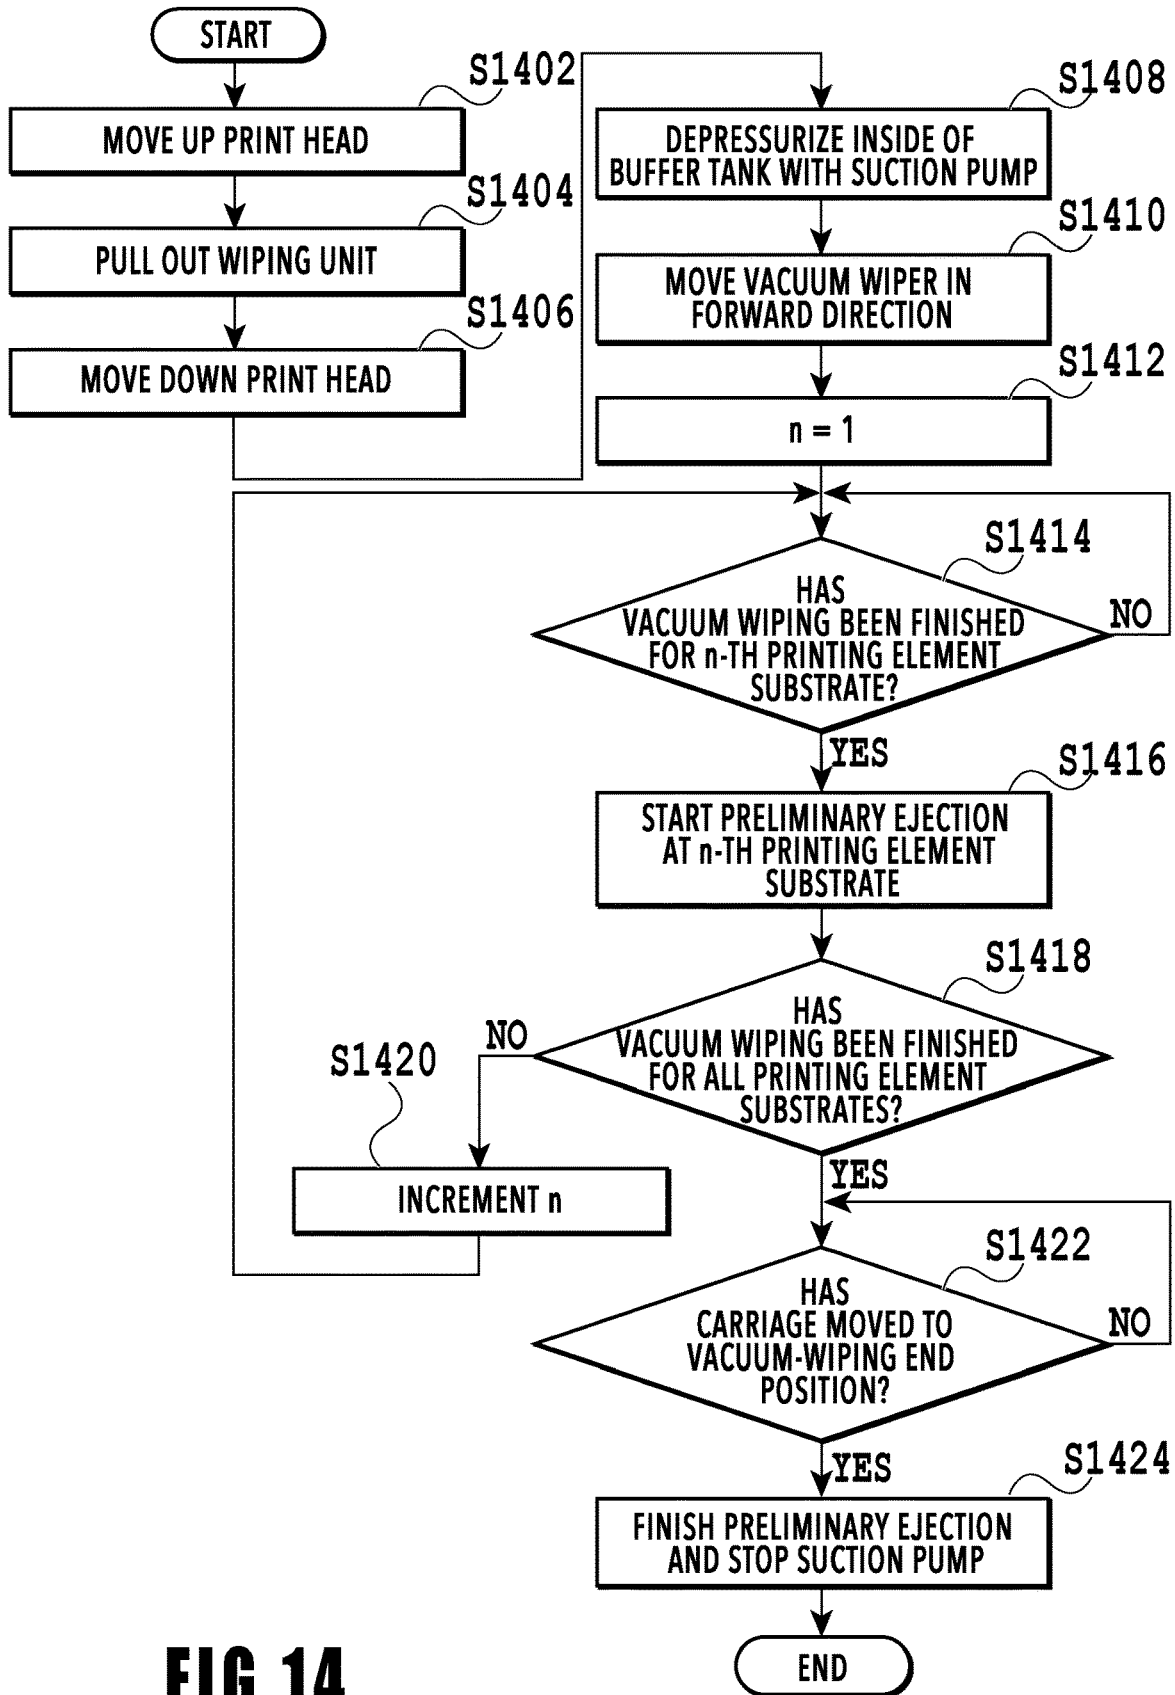 START
S1402
MOVE UP PRINT HEAD
S1404
PULL OUT WIPING UNIT
S1406
MOVE DOWN PRINT HEAD
S1408
DEPRESSURIZE INSIDE OF
BUFFER TANK WITH SUCTION PUMP
S1410
MOVE VACUUM WIPER IN
FORWARD DIRECTION
S1412
n = 1
S1414
HAS
VACUUM WIPING BEEN FINISHED
FOR n-TH PRINTING ELEMENT
SUBSTRATE?
NO
YES
S1416
START PRELIMINARY EJECTION
AT n-TH PRINTING ELEMENT
SUBSTRATE
S1418
HAS
VACUUM WIPING BEEN FINISHED
FOR ALL PRINTING ELEMENT
SUBSTRATES?
NO
S1420
INCREMENT n
YES
S1422
HAS
CARRIAGE MOVED TO
VACUUM-WIPING END
POSITION?
NO
YES
S1424
FINISH PRELIMINARY EJECTION
AND STOP SUCTION PUMP
END
FIG 14